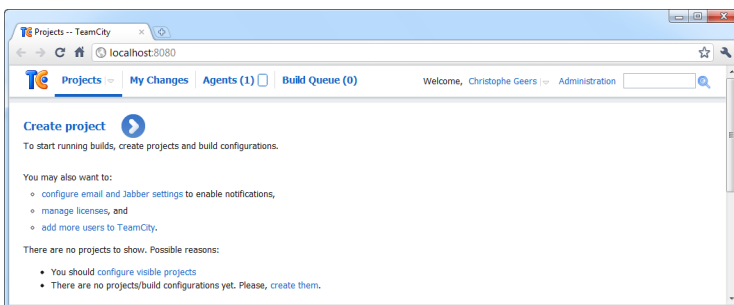 Projects -- TeamCity
localhost:8080
TC Projects My Changes Agents (1) Build Queue (0) Welcome, Christophe Geers Administration
Create project
To start running builds, create projects and build configurations.
You may also want to:
configure email and Jabber settings to enable notifications,
manage licenses, and
add more users to TeamCity.
There are no projects to show. Possible reasons:
You should configure visible projects
There are no projects/build configurations yet. Please, create them.